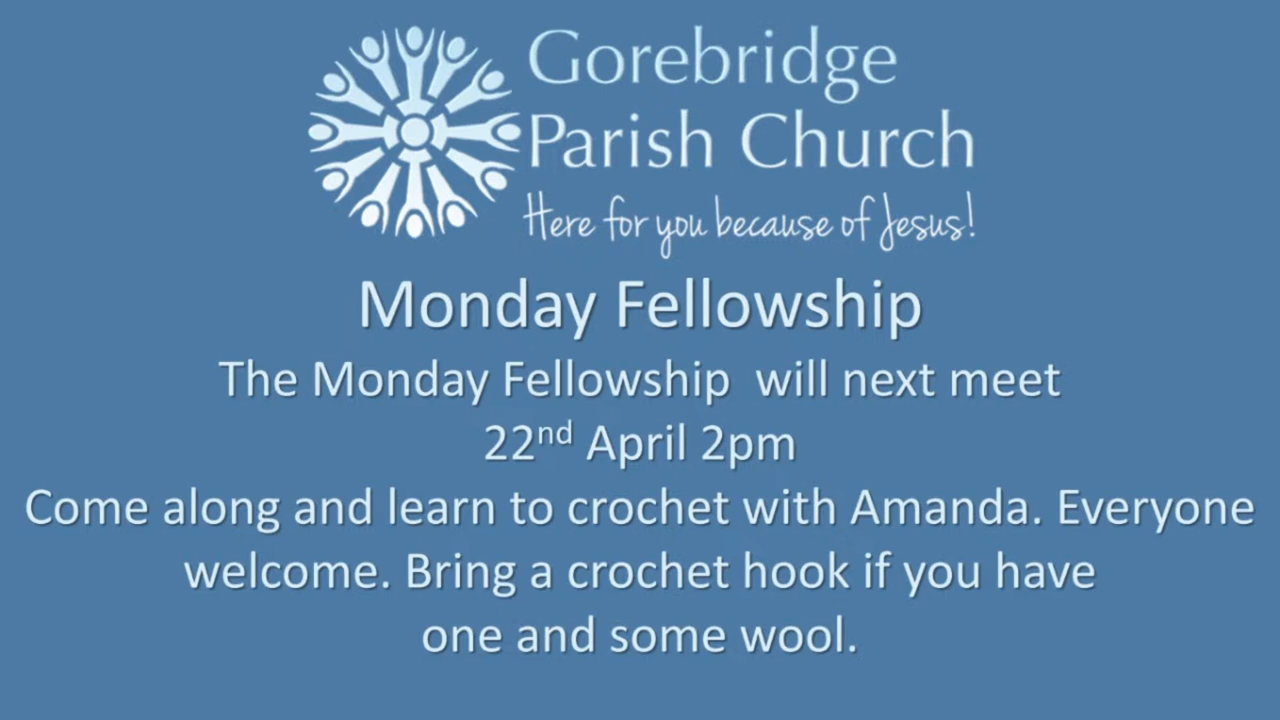 Gorebridge
Parish Church
Here for you because of Jesus!
Monday Fellowship
The Monday Fellowship will next meet
22nd April 2pm
Come along and learn to crochet with Amanda. Everyone
welcome. Bring a crochet hook if you have
one and some wool.